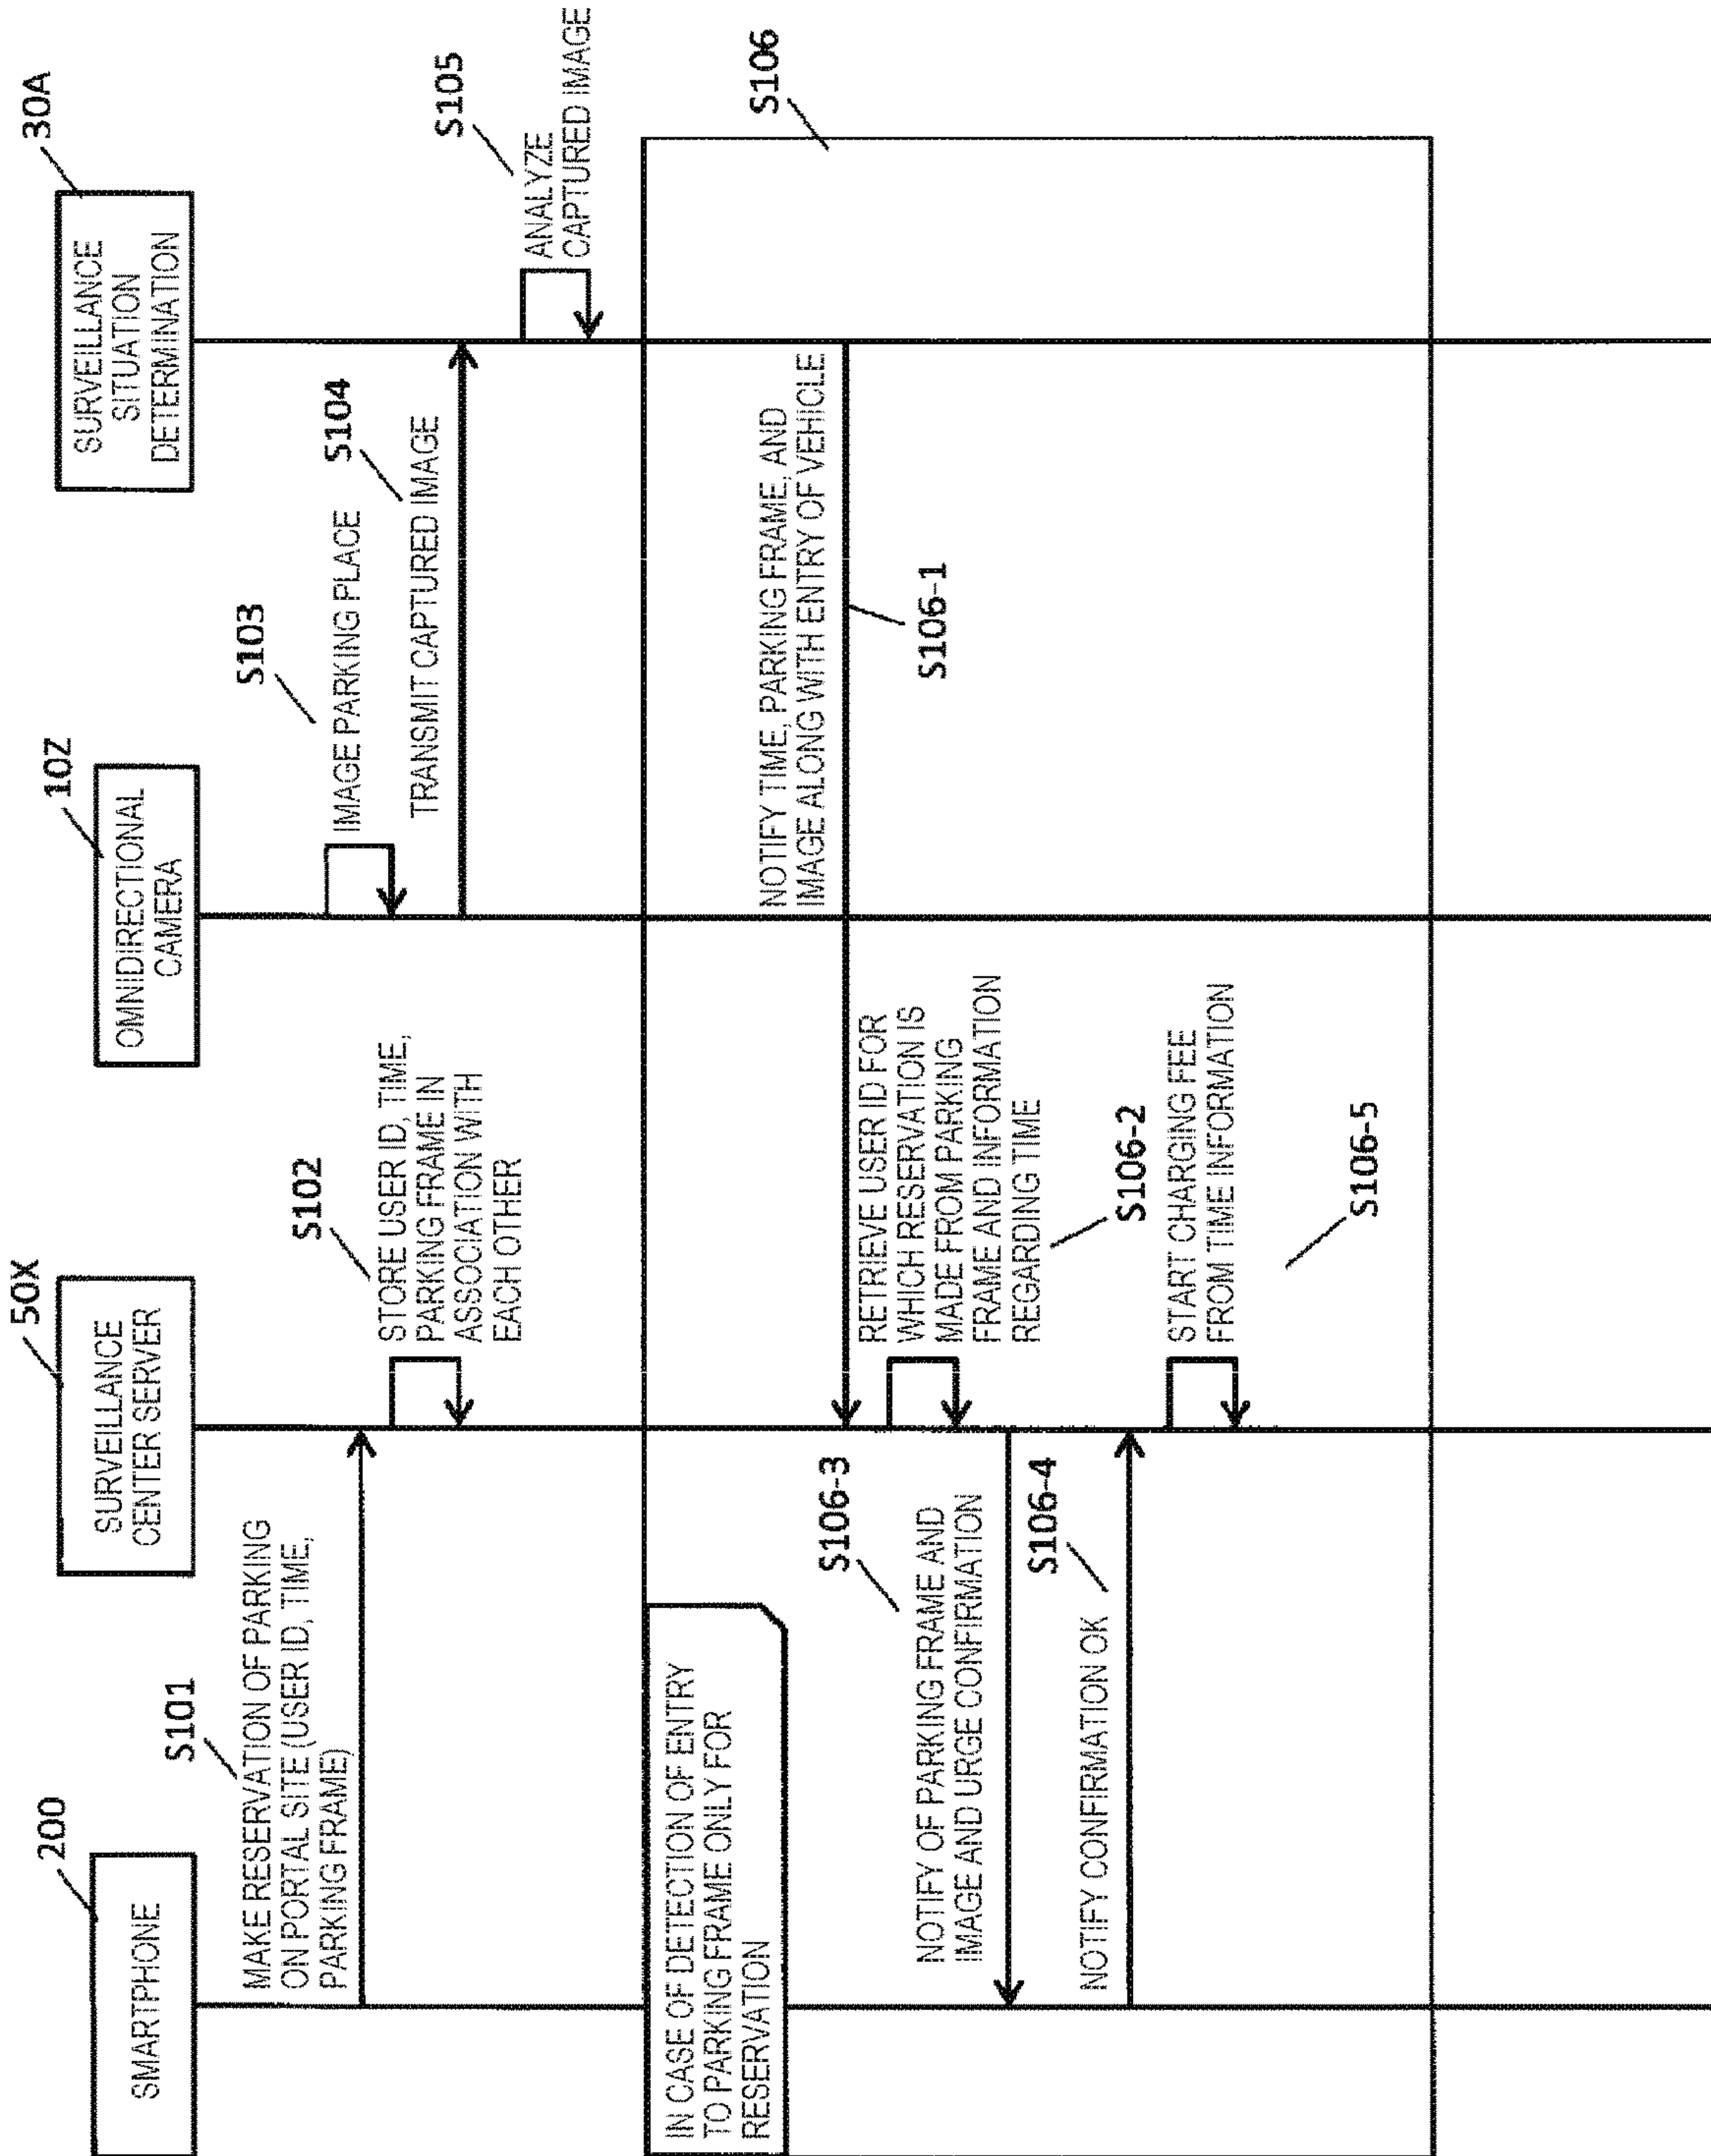 200
SMARTPHONE
50X
SURVEILLANCE
CENTER SERVER
10Z
OMNIDIRECTIONAL
CAMERA
30A
SURVEILLANCE
SITUATION
DETERMINATION
S101
MAKE RESERVATION OF PARKING
ON PORTAL SITE (USER ID, TIME,
PARKING FRAME)
S102
STORE USER ID, TIME,
PARKING FRAME IN
ASSOCIATION WITH
EACH OTHER
S103
IMAGE PARKING PLACE
S104
TRANSMIT CAPTURED IMAGE
S105
ANALYZE
CAPTURED IMAGE
S106
IN CASE OF DETECTION OF ENTRY
TO PARKING FRAME ONLY FOR
RESERVATION
NOTIFY TIME, PARKING FRAME, AND
IMAGE ALONG WITH ENTRY OF VEHICLE
S106-1
RETRIEVE USER ID FOR
WHICH RESERVATION IS
MADE FROM PARKING
FRAME AND INFORMATION
REGARDING TIME
S106-2
S106-3
NOTIFY OF PARKING FRAME AND
IMAGE AND URGE CONFIRMATION
S106-4
NOTIFY CONFIRMATION OK
START CHARGING FEE
FROM TIME INFORMATION
S106-5